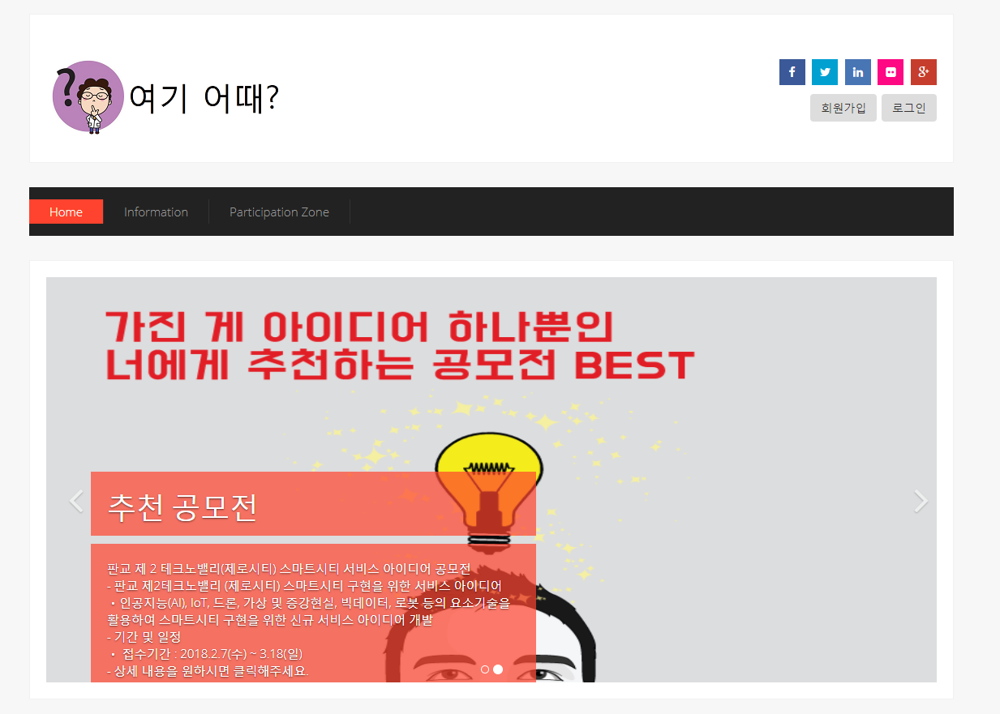 ?
여기 어때?
회원가입 로그인
Home Information Participation Zone
가진 게 아이디어 하나뿐인
너에게 추천하는 공모전 BEST
추천 공모전
판교 제 2 테크노밸리(제로시티) 스마트시티 서비스 아이디어 공모전
- 판교 제2테크노밸리 (제로시티) 스마트시티 구현을 위한 서비스 아이디어
• 인공지능(AI), IoT, 드론, 가상 및 증강현실, 빅데이터, 로봇 등의 요소기술을
활용하여 스마트시티 구현을 위한 신규 서비스 아이디어 개발
- 기간 및 일정
• 접수기간 : 2018.2.7(수) ~ 3.18(일)
- 상세 내용을 원하시면 클릭해주세요.